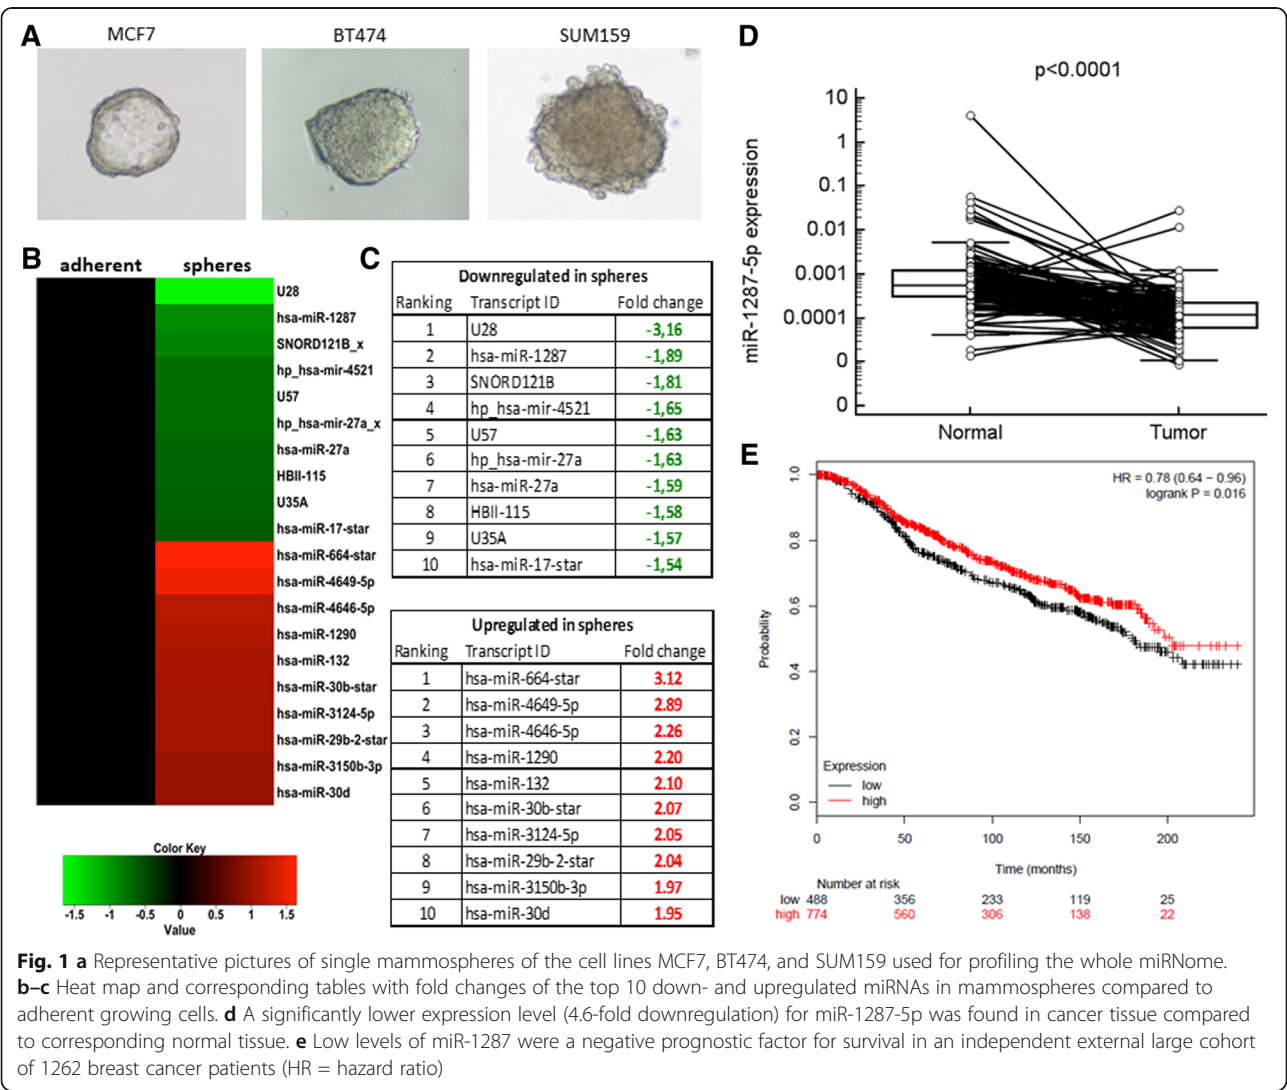 A
MCF7
BT474
SUM159
B
adherent
spheres
U28
hsa-miR-1287
SNORD121B_x
hp_hsa-mir-4521
U57
hp_hsa-mir-27a_x
hsa-miR-27a
HBII-115
U35A
hsa-miR-17-star
hsa-miR-664-star
hsa-miR-4649-5p
hsa-miR-4646-5p
hsa-miR-1290
hsa-miR-132
hsa-miR-30b-star
hsa-miR-3124-5p
hsa-miR-29b-2-star
hsa-miR-3150b-3p
hsa-miR-30d
Color Key
-1.5 -1 -0.5 0 0.5 1 1.5
Value
C
Downregulated in spheres
Ranking Transcript ID Fold change
1 U28 -3,16
2 hsa-miR-1287 -1,89
3 SNORD121B -1,81
4 hp_hsa-mir-4521 -1,65
5 U57 -1,63
6 hp_hsa-mir-27a -1,63
7 hsa-miR-27a -1,59
8 HBII-115 -1,58
9 U35A -1,57
10 hsa-miR-17-star -1,54
Upregulated in spheres
Ranking Transcript ID Fold change
1 hsa-miR-664-star 3.12
2 hsa-miR-4649-5p 2.89
3 hsa-miR-4646-5p 2.26
4 hsa-miR-1290 2.20
5 hsa-miR-132 2.10
6 hsa-miR-30b-star 2.07
7 hsa-miR-3124-5p 2.05
8 hsa-miR-29b-2-star 2.04
9 hsa-miR-3150b-3p 1.97
10 hsa-miR-30d 1.95
D
p<0.0001
miR-1287-5p expression
10
1
0.1
0.01
0.001
0.0001
0
0
Normal
Tumor
E
HR = 0.78 (0.64 − 0.96)
logrank P = 0.016
Probability
1.0
0.8
0.6
0.4
0.2
0.0
Expression
low
high
0 50 100 150 200
Time (months)
Number at risk
low 488 356 233 119 25
high 774 560 306 138 22
Fig. 1 a Representative pictures of single mammospheres of the cell lines MCF7, BT474, and SUM159 used for profiling the whole miRNome.
b–c Heat map and corresponding tables with fold changes of the top 10 down- and upregulated miRNAs in mammospheres compared to
adherent growing cells. d A significantly lower expression level (4.6-fold downregulation) for miR-1287-5p was found in cancer tissue compared
to corresponding normal tissue. e Low levels of miR-1287 were a negative prognostic factor for survival in an independent external large cohort
of 1262 breast cancer patients (HR = hazard ratio)